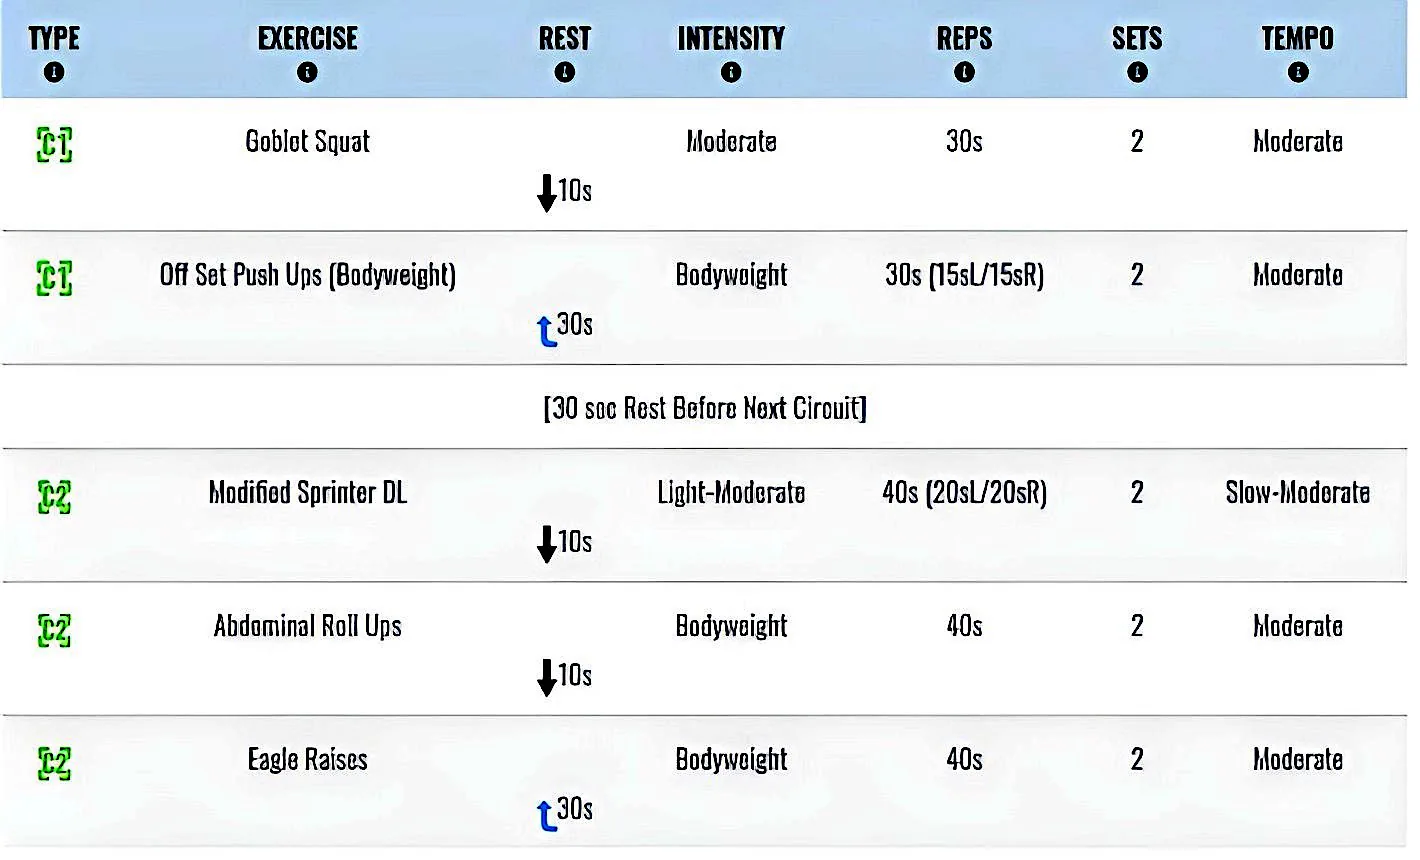 TYPE EXERCISE REST INTENSITY REPS SETS TEMPO
C1 Goblet Squat Moderate 30s 2 Moderate
10s
C1 Off Set Push Ups (Bodyweight) Bodyweight 30s (15sL/15sR) 2 Moderate
30s
[30 sec Rest Before Next Circuit]
C2 Modified Sprinter DL Light-Moderate 40s (20sL/20sR) 2 Slow-Moderate
10s
C2 Abdominal Roll Ups Bodyweight 40s 2 Moderate
10s
C2 Eagle Raises Bodyweight 40s 2 Moderate
30s